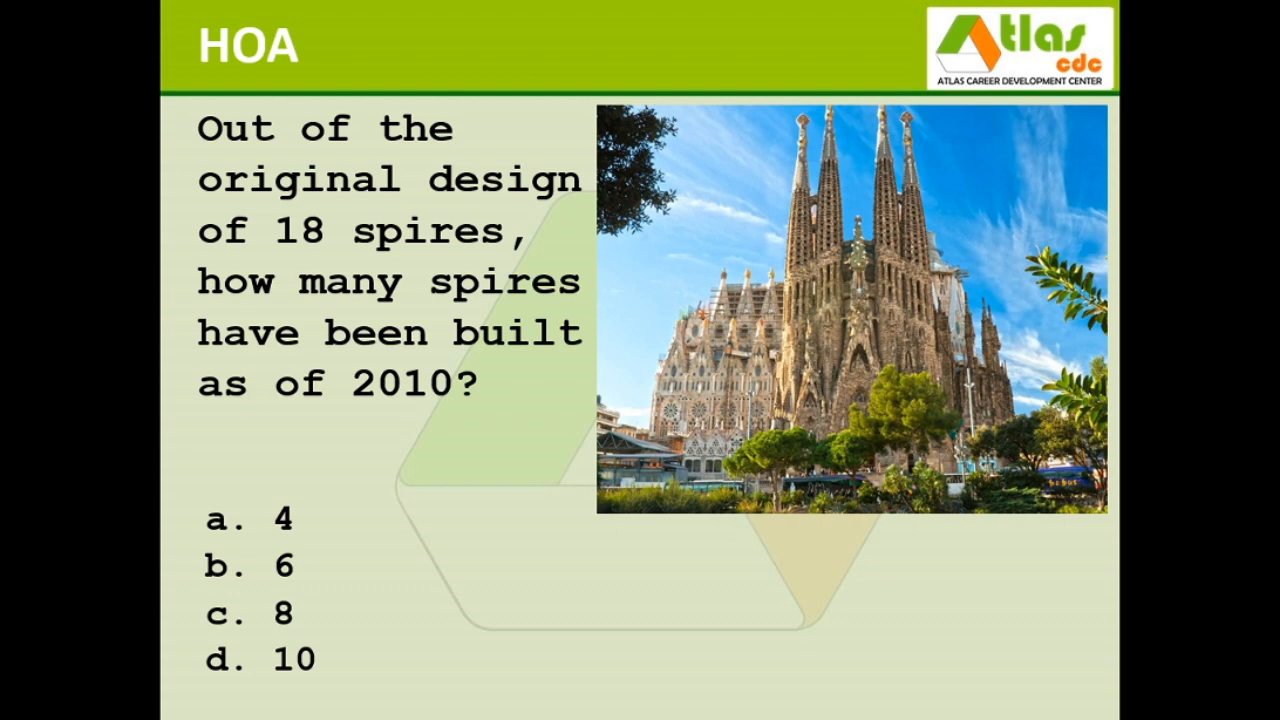 HOA
Atlas
cdc
ATLAS CAREER DEVELOPMENT CENTER
Out of the
original design
of 18 spires,
how many spires
have been built
as of 2010?
a. 4
b. 6
c. 8
d. 10